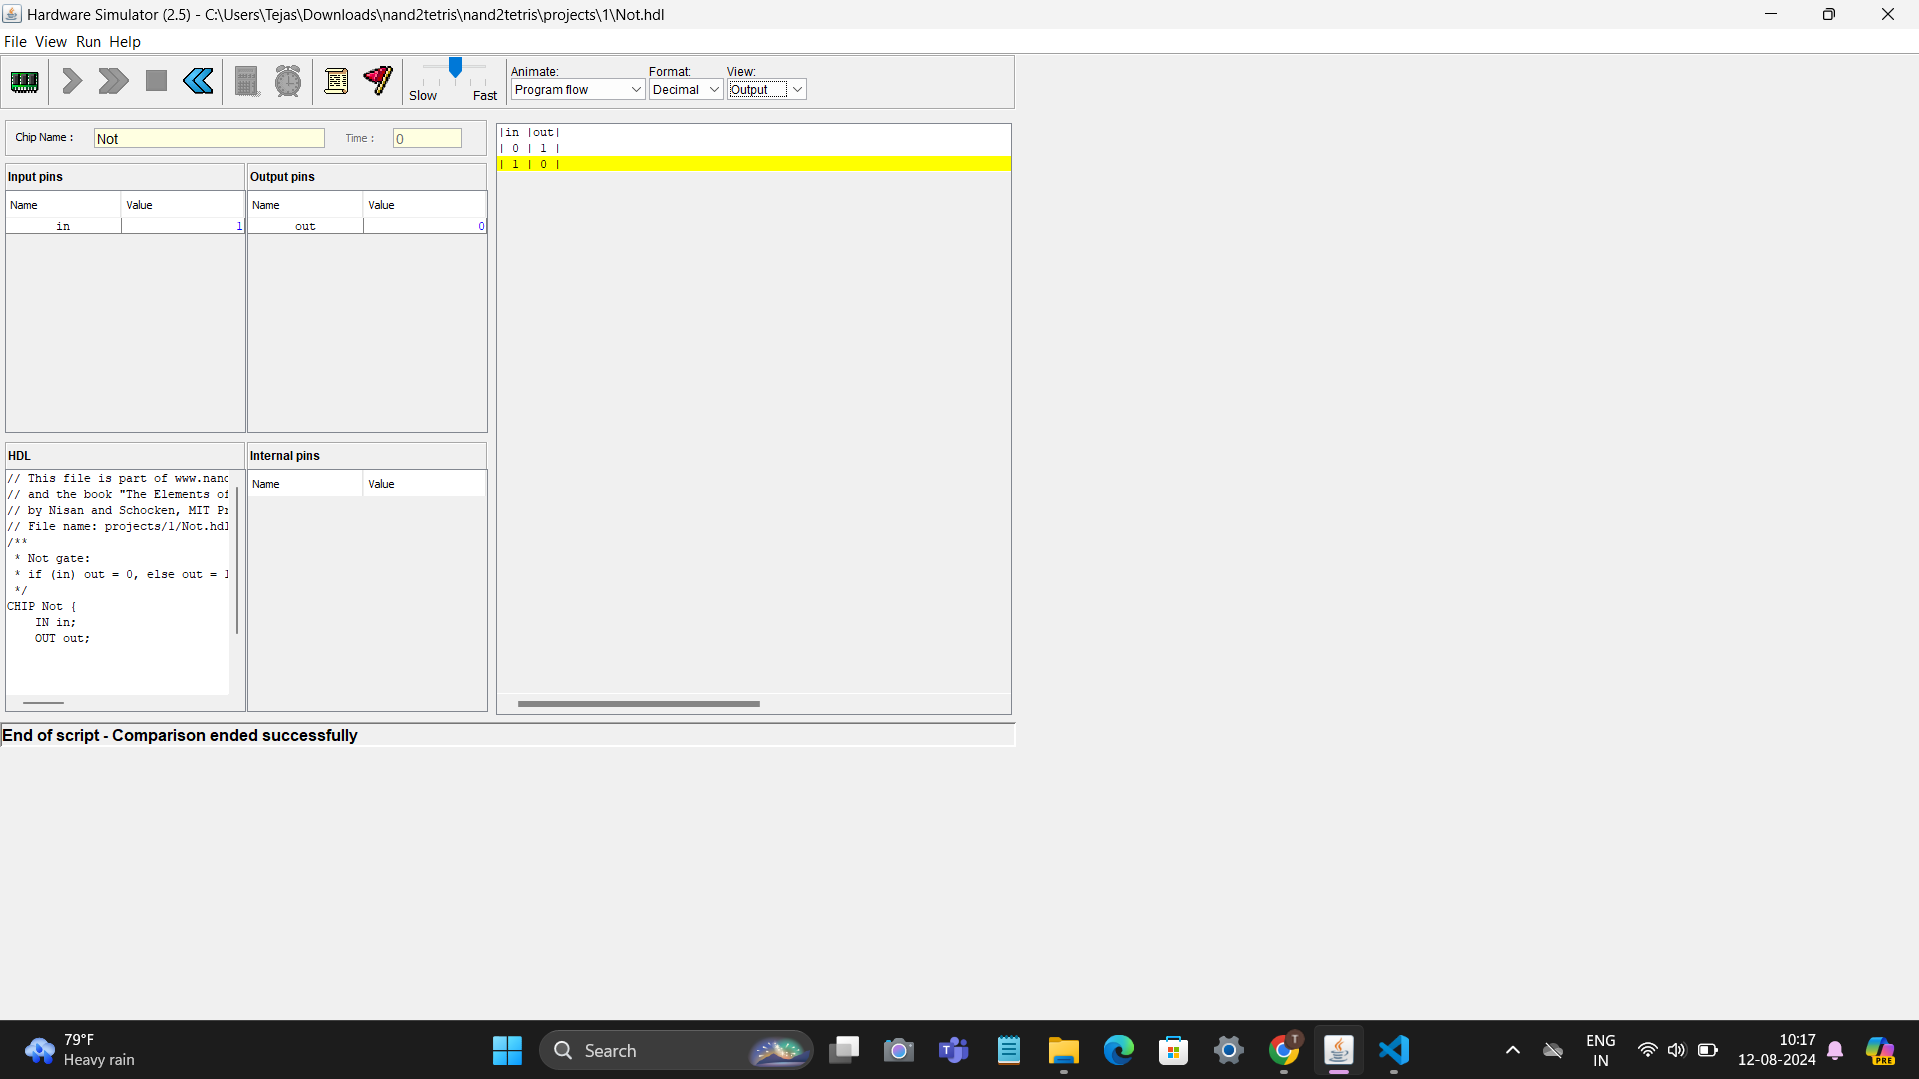 Hardware Simulator (2.5) - C:\Users\Tejas\Downloads\nand2tetris\nand2tetris\projects\1\Not.hdl
File View Run Help
Slow Fast
Animate: Format: View:
Program flow Decimal Output
Chip Name : Not Time : 0
Input pins Output pins
Name Value Name Value
in 1 out 0
|in |out|
| 0 | 1 |
| 1 | 0 |
HDL Internal pins
Name Value
// This file is part of www.nand
// and the book "The Elements of
// by Nisan and Schocken, MIT Pr
// File name: projects/1/Not.hdl
/**
* Not gate:
* if (in) out = 0, else out = 1
*/
CHIP Not {
IN in;
OUT out;
End of script - Comparison ended successfully
79°F
Heavy rain
Search
T
T
PRE
ENG
IN
10:17
12-08-2024